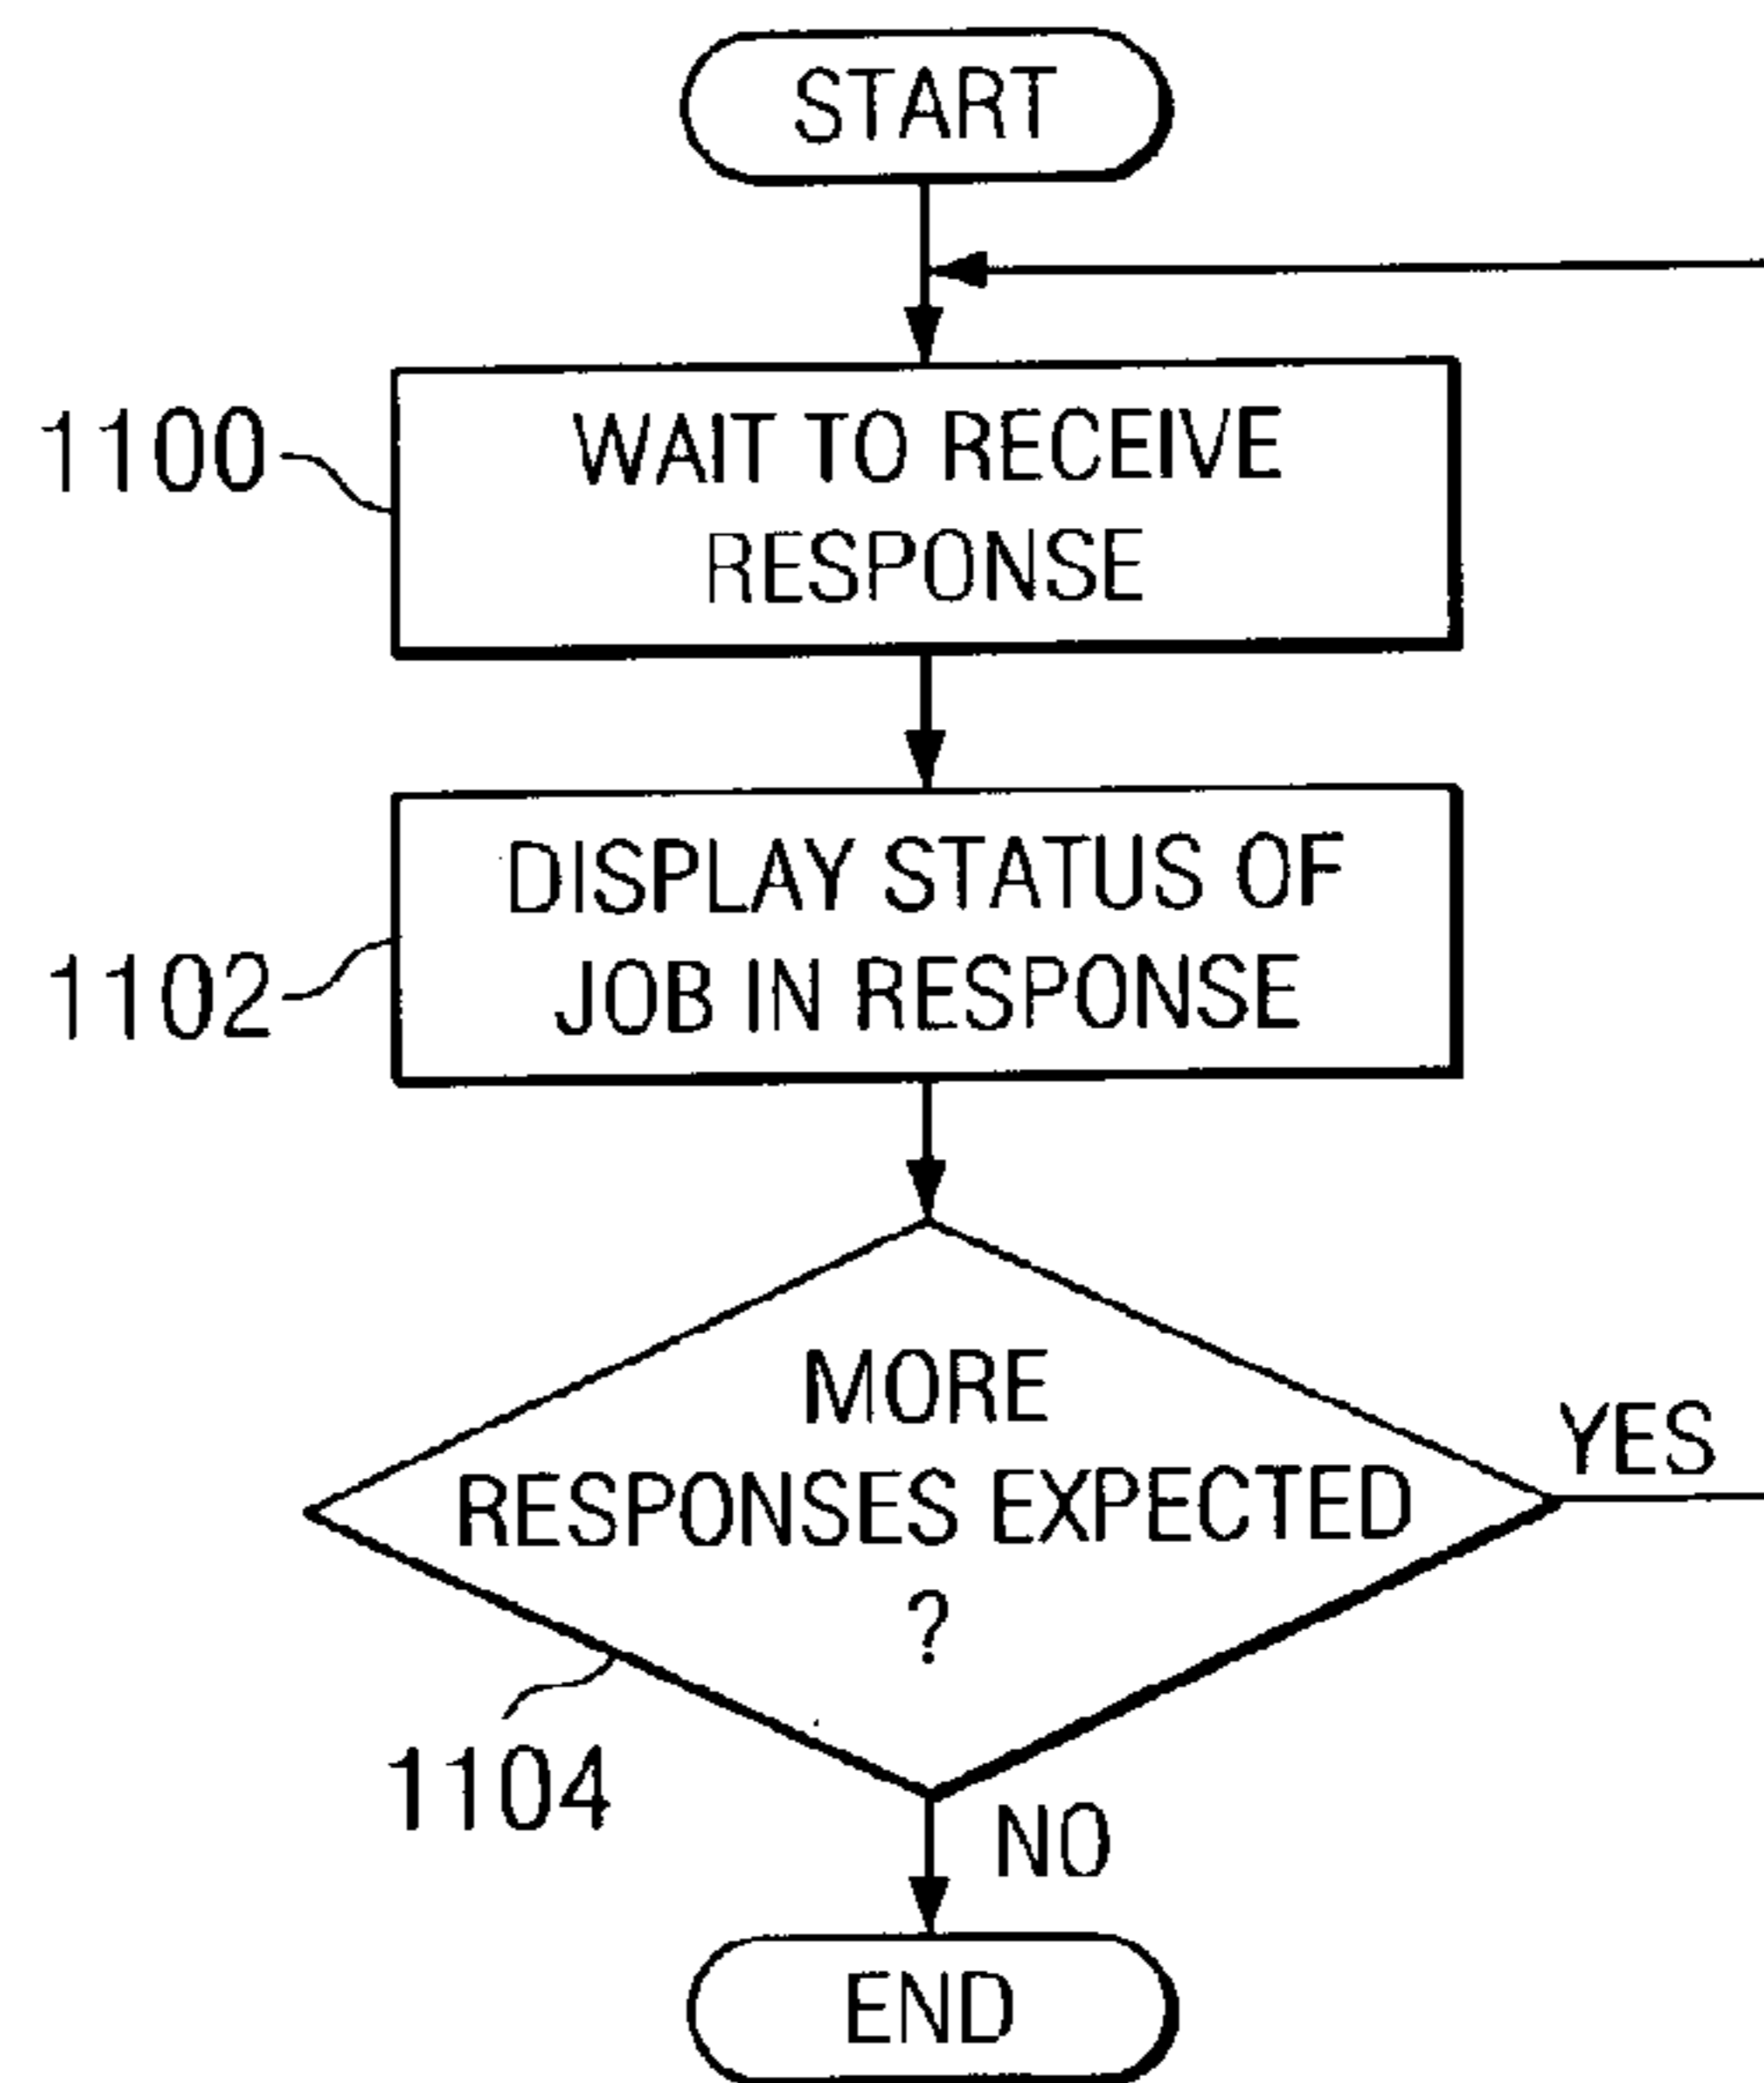 START
1100
WAIT TO RECEIVE
RESPONSE
1102
DISPLAY STATUS OF
JOB IN RESPONSE
MORE
RESPONSES EXPECTED
?
YES
1104
NO
END